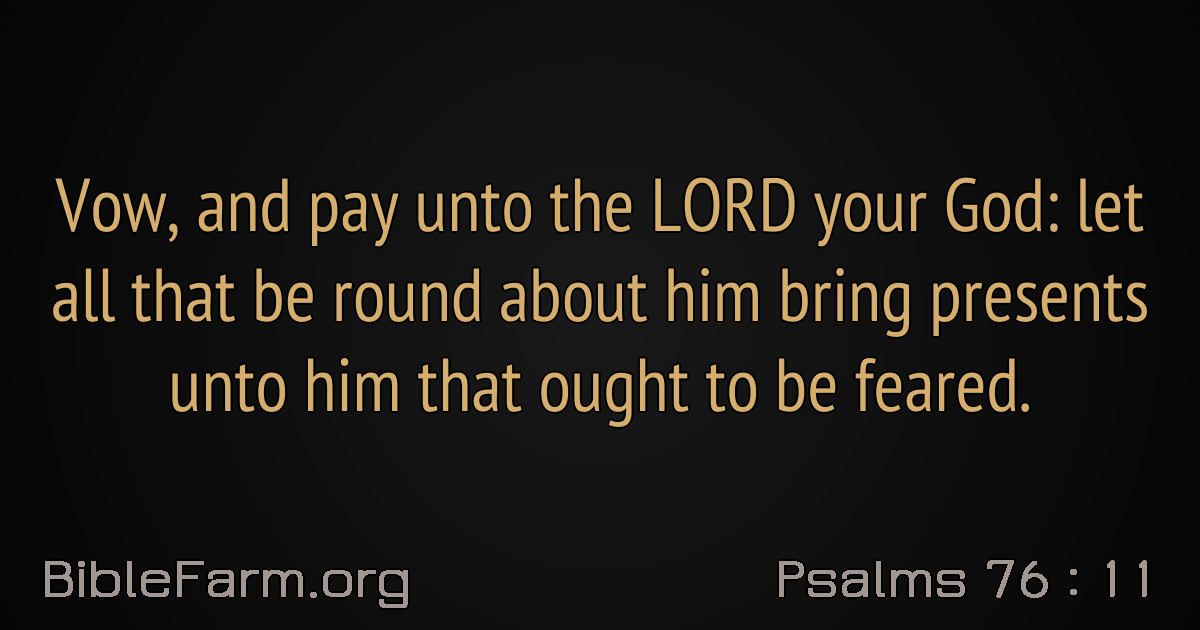 Vow, and pay unto the LORD your God: let
all that be round about him bring presents
unto him that ought to be feared.
BibleFarm.org
Psalms 76 : 11